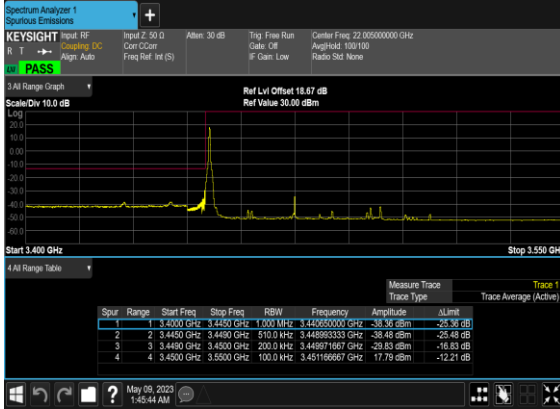 Spectrum Analyzer 1
Spurious Emissions
+
KEYSIGHT Input: RF Input Z: 50 Ω Atten: 30 dB Trig: Free Run Center Freq: 22.005000000 GHz
R T Coupling: DC Corr CCorr Gate: Off Avg|Hold: 100/100
Align: Auto Freq Ref: Int (S) IF Gain: Low Radio Std: None
PASS
3 All Range Graph
Ref Lvl Offset 18.67 dB
Scale/Div 10.0 dB Ref Value 30.00 dBm
Log
20.0
10.0
0.00
-10.0
-20.0
-30.0
-40.0
-50.0
-60.0
Start 3.400 GHz Stop 3.550 GH
4 All Range Table
Measure Trace Trace 1
Trace Type Trace Average (Active)
Spur Range Start Freq Stop Freq RBW Frequency Amplitude ΔLimit
1 1 3.4000 GHz 3.4450 GHz 1.000 MHz 3.440650000 GHz -38.36 dBm -25.36 dB
2 2 3.4450 GHz 3.4490 GHz 510.0 kHz 3.448993333 GHz -38.48 dBm -25.48 dB
3 3 3.4490 GHz 3.4500 GHz 200.0 kHz 3.449971667 GHz -29.83 dBm -16.83 dB
4 4 3.4500 GHz 3.5500 GHz 100.0 kHz 3.451166667 GHz 17.79 dBm -12.21 dB
?
May 09, 2023
1:45:44 AM